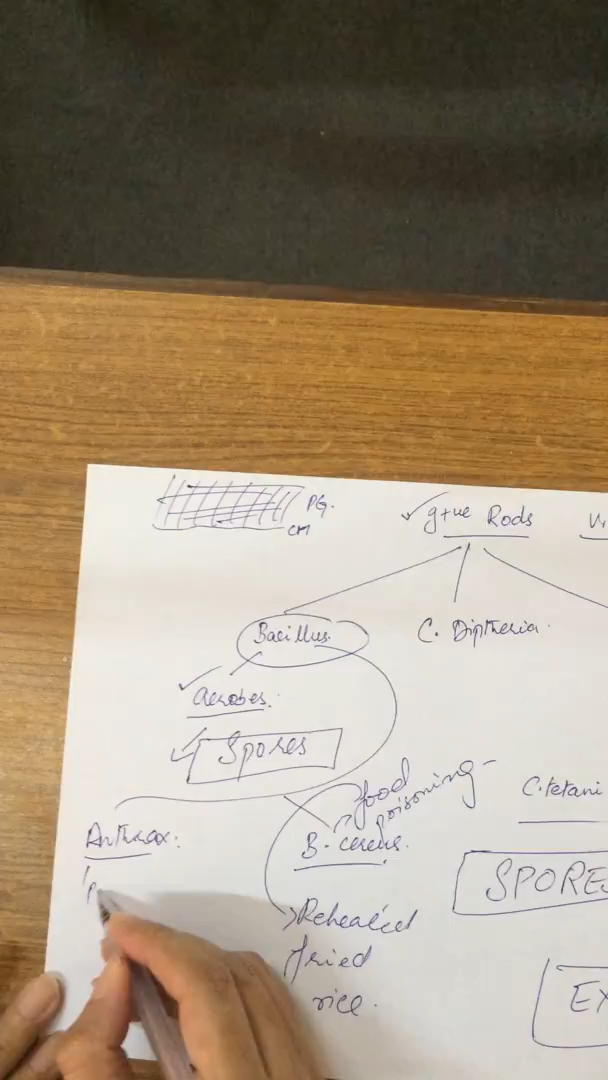 PG.
CM
g+ve Rods
Bacillus.
C. Diptheria.
Aerobes.
Spores
food
poisoning
C. tetani
Anthrax.
B. cereus.
SPORES
Reheated
fried
rice.
EX